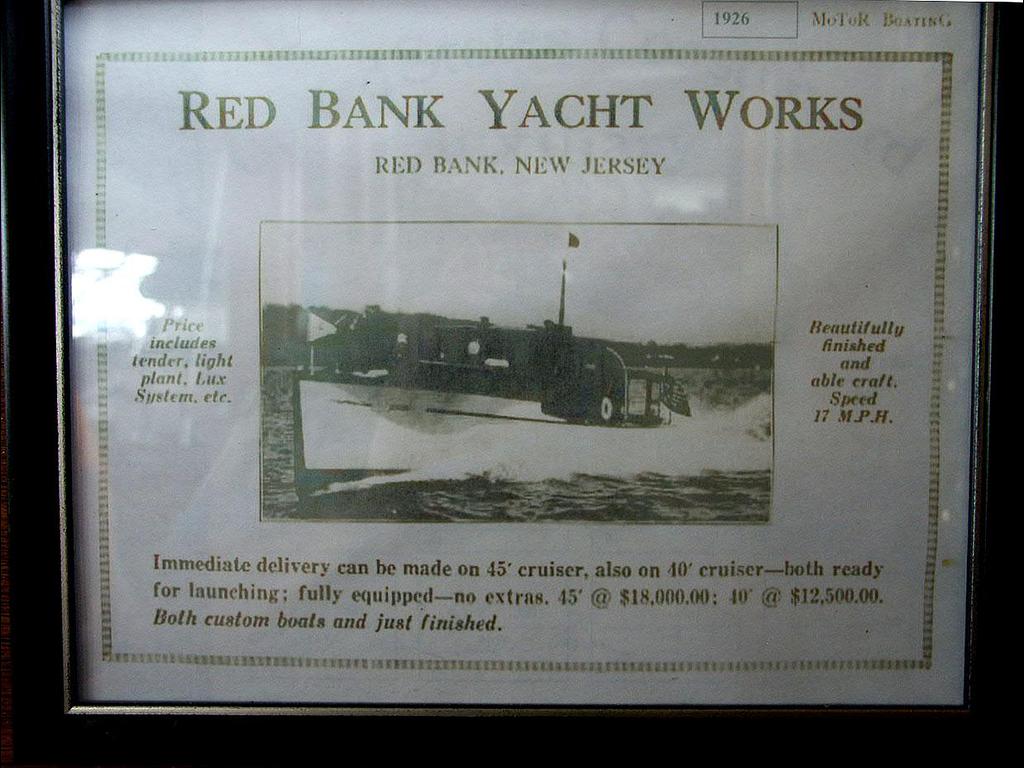 1926
MoToR BoatinG
RED BANK YACHT WORKS
RED BANK, NEW JERSEY
Price
includes
tender, light
plant, Lux
System, etc.
Beautifully
finished
and
able craft.
Speed
17 M.P.H.
Immediate delivery can be made on 45' cruiser, also on 40' cruiser—both ready
for launching; fully equipped—no extras. 45' @ $18,000.00; 40' @ $12,500.00.
Both custom boats and just finished.